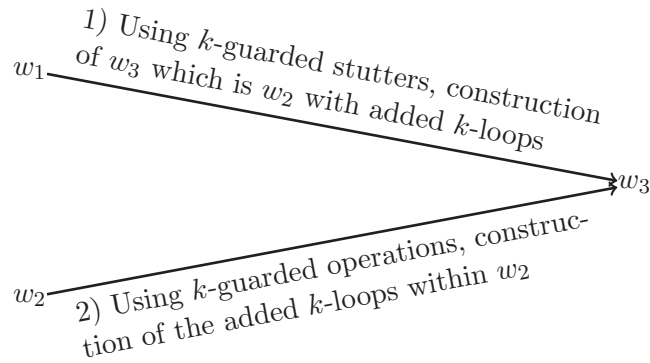 1) Using k-guarded stutters, construction
of w₃ which is w₂ with added k-loops
w₁
w₃
w₂
2) Using k-guarded operations, construc-
tion of the added k-loops within w₂